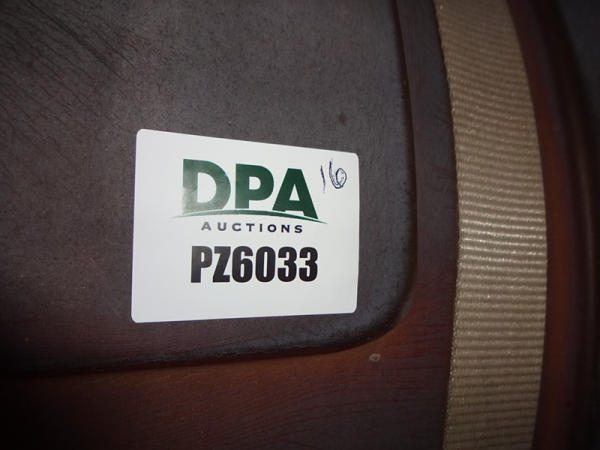 DPA
16
AUCTIONS
PZ6033